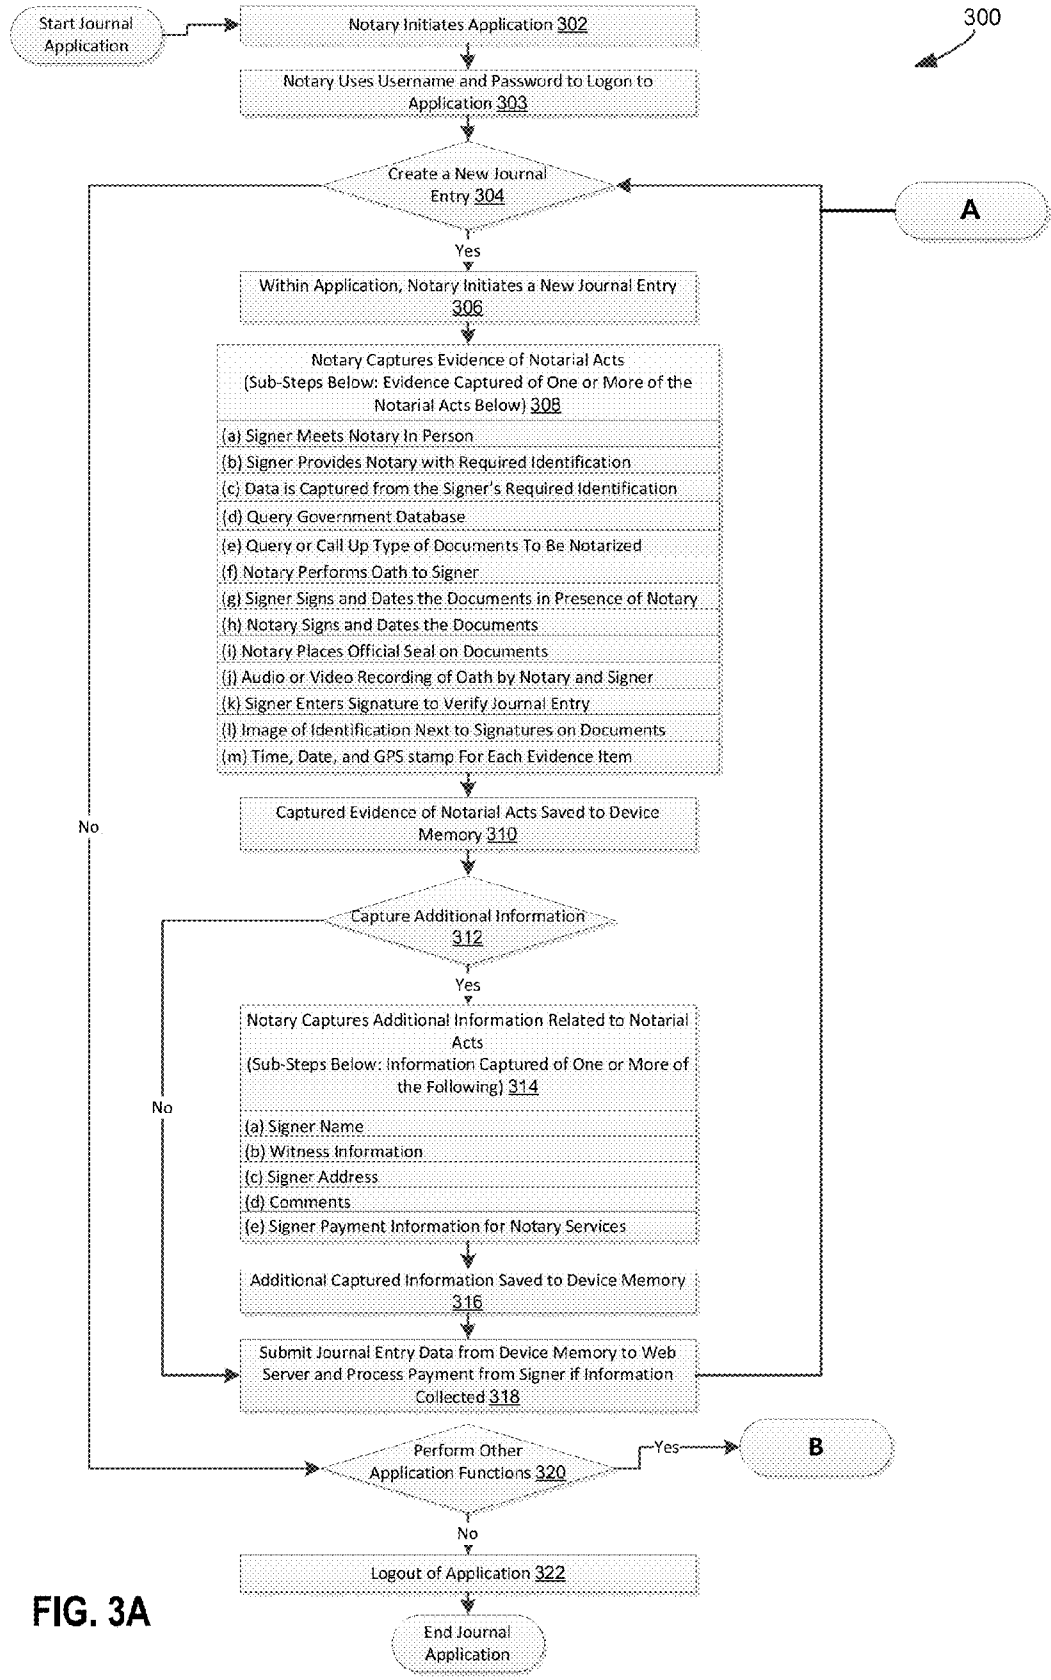 Start Journal
Application
Notary Initiates Application 302
300
Notary Uses Username and Password to Logon to
Application 303
Create a New Journal
Entry 304
A
Yes
Within Application, Notary Initiates a New Journal Entry
306
Notary Captures Evidence of Notarial Acts
(Sub-Steps Below: Evidence Captured of One or More of the
Notarial Acts Below) 308
(a) Signer Meets Notary In Person
(b) Signer Provides Notary with Required Identification
(c) Data is Captured from the Signer's Required Identification
(d) Query Government Database
(e) Query or Call Up Type of Documents To Be Notarized
(f) Notary Performs Oath to Signer
(g) Signer Signs and Dates the Documents in Presence of Notary
(h) Notary Signs and Dates the Documents
(i) Notary Places Official Seal on Documents
(j) Audio or Video Recording of Oath by Notary and Signer
(k) Signer Enters Signature to Verify Journal Entry
(l) Image of Identification Next to Signatures on Documents
(m) Time, Date, and GPS stamp For Each Evidence Item
Captured Evidence of Notarial Acts Saved to Device
Memory 310
No
Capture Additional Information
312
Yes
Notary Captures Additional Information Related to Notarial
Acts
(Sub-Steps Below: Information Captured of One or More of
the Following) 314
No
(a) Signer Name
(b) Witness Information
(c) Signer Address
(d) Comments
(e) Signer Payment Information for Notary Services
Additional Captured Information Saved to Device Memory
316
Submit Journal Entry Data from Device Memory to Web
Server and Process Payment from Signer if Information
Collected 318
Perform Other
Application Functions 320
Yes
B
No
Logout of Application 322
End Journal
Application
FIG. 3A